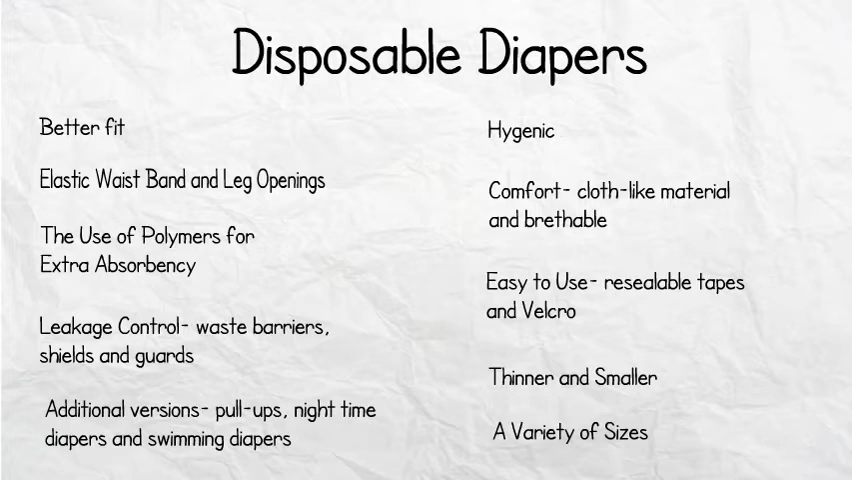 Disposable Diapers
Better fit
Elastic Waist Band and Leg Openings
The Use of Polymers for
Extra Absorbency
Leakage Control- waste barriers,
shields and guards
Additional versions- pull-ups, night time
diapers and swimming diapers
Hygenic
Comfort- cloth-like material
and brethable
Easy to Use- resealable tapes
and Velcro
Thinner and Smaller
A Variety of Sizes